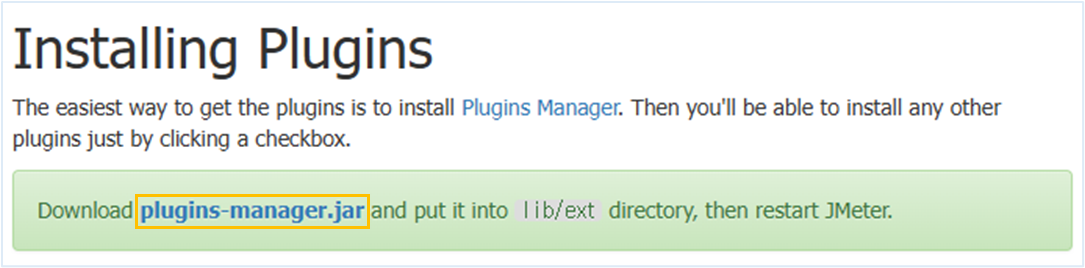 Installing Plugins
The easiest way to get the plugins is to install Plugins Manager. Then you'll be able to install any other
plugins just by clicking a checkbox.
Download plugins-manager.jar and put it into lib/ext directory, then restart JMeter.